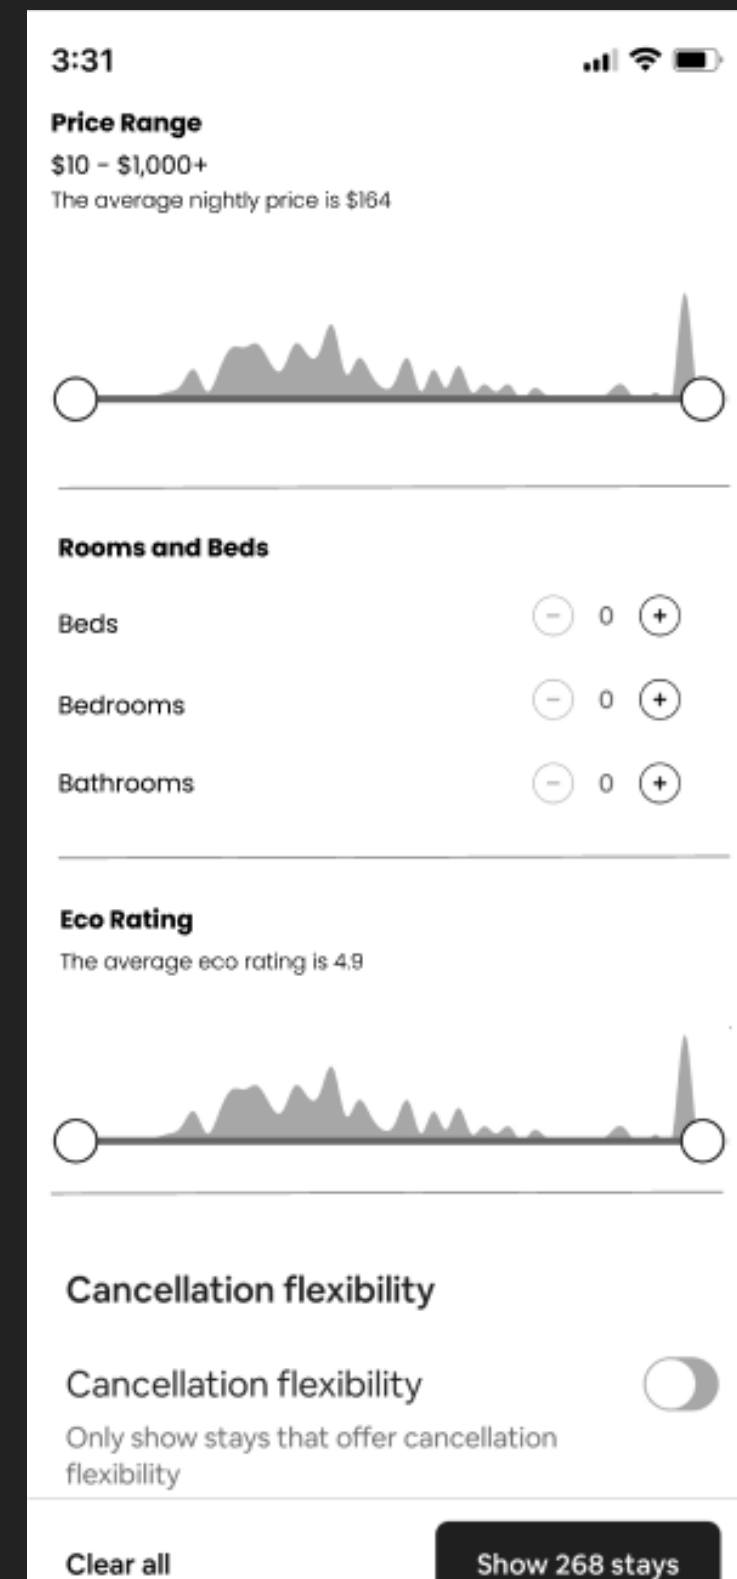 3:31
Price Range
$10 - $1,000+
The average nightly price is $164
Rooms and Beds
Beds
− 0 +
Bedrooms
− 0 +
Bathrooms
− 0 +
Eco Rating
The average eco rating is 4.9
Cancellation flexibility
Cancellation flexibility
Only show stays that offer cancellation
flexibility
Clear all
Show 268 stays